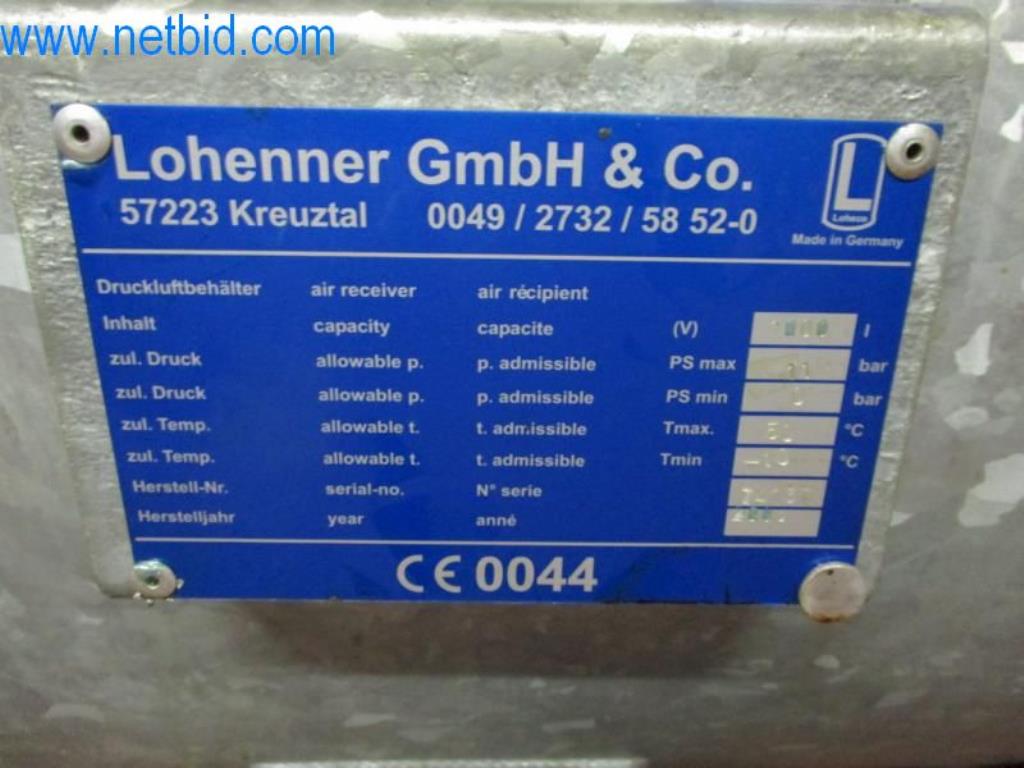 www.netbid.com
Lohenner GmbH & Co.
57223 Kreuztal 0049 / 2732 / 58 52-0
L
Made in Germany
Druckluftbehälter air receiver air récipient
Inhalt capacity capacite (V) l
zul. Druck allowable p. p. admissible PS max bar
zul. Druck allowable p. p. admissible PS min bar
zul. Temp. allowable t. t. admissible Tmax. °C
zul. Temp. allowable t. t. admissible Tmin -10 °C
Herstell-Nr. serial-no. N° serie
Herstelljahr year anné
CE 0044